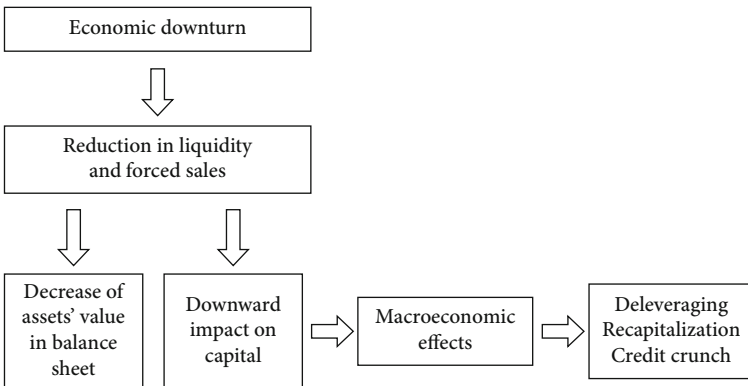 Economic downturn
Reduction in liquidity
and forced sales
Decrease of
assets’ value
in balance
sheet
Downward
impact on
capital
Macroeconomic
effects
Deleveraging
Recapitalization
Credit crunch